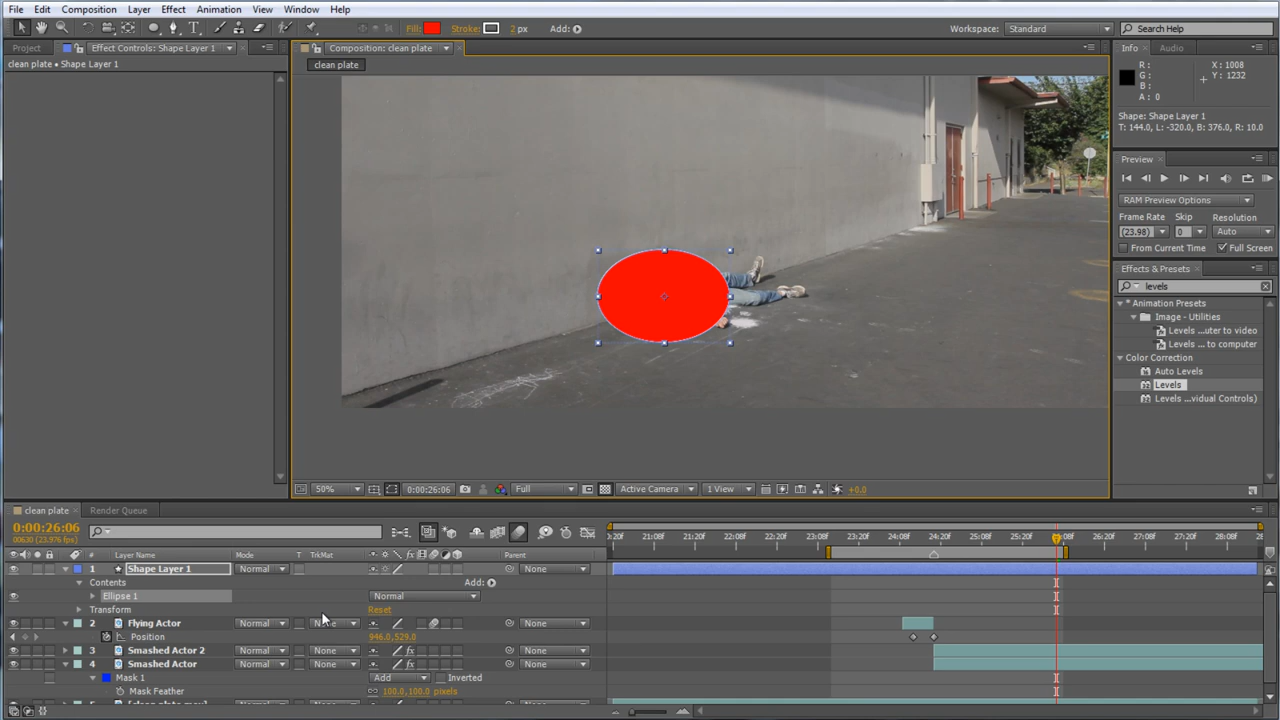 File Edit Composition Layer Effect Animation View Window Help
Fill: Stroke: 2 px Add: Workspace: Standard Search Help
Project Effect Controls: Shape Layer 1 Composition: clean plate Info Audio
clean plate • Shape Layer 1 clean plate
R: X: 1008
G: Y: 1232
B:
A: 0
Shape: Shape Layer 1
T: 144.0, L: -320.0, B: 376.0, R: 10.0
Preview
RAM Preview Options
Frame Rate Skip Resolution
(23.98) 0 Auto
From Current Time Full Screen
Effects & Presets
levels
* Animation Presets
Image - Utilities
Levels ...uter to video
Levels ... to computer
Color Correction
Auto Levels
Levels
Levels ...vidual Controls)
50% 0:00:26:06 Full Active Camera 1 View +0.0
clean plate Render Queue
0:00:26:06
00630 (23.976 fps)
:20f 21:08f 21:20f 22:08f 22:20f 23:08f 23:20f 24:08f 24:20f 25:08f 25:20f 26:08f 26:20f 27:08f 27:20f 28:08f 28
# Layer Name Mode T TrkMat Parent
1 Shape Layer 1 Normal None
Contents Add:
Ellipse 1 Normal
Transform Reset
2 Flying Actor Normal None None
Position 946.0,529.0
3 Smashed Actor 2 Normal None None
4 Smashed Actor Normal None None
Mask 1 Add Inverted
Mask Feather 100.0,100.0 pixels